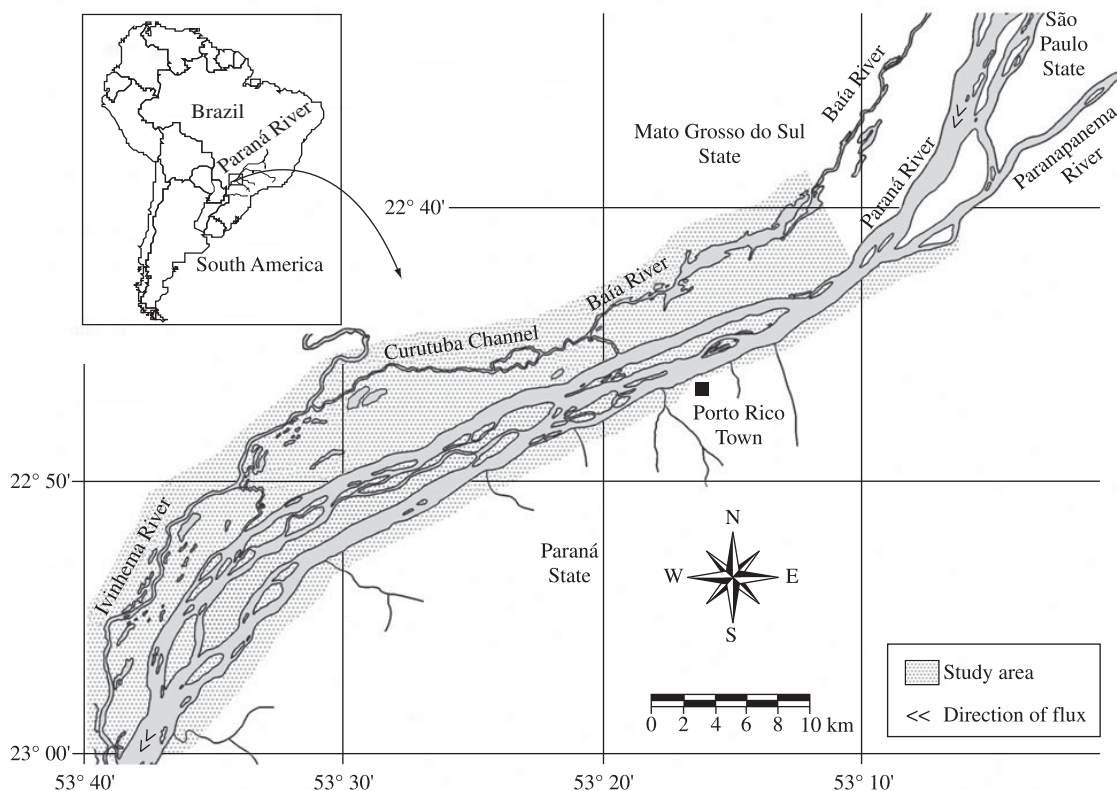 Brazil
Paraná River
South America
São
Paulo
State
Baía River
Mato Grosso do Sul
State
Paraná River
Paranapanema
River
22° 40'
Baía River
Curutuba Channel
Porto Rico
Town
22° 50'
Ivinhema River
Paraná
State
N
W
E
S
Study area
<< Direction of flux
0 2 4 6 8 10 km
23° 00'
53° 40' 53° 30' 53° 20' 53° 10'